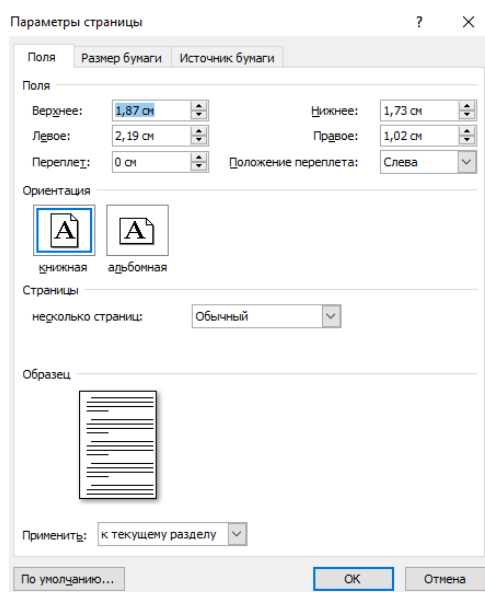 Параметры страницы ? ×
Поля Размер бумаги Источник бумаги
Поля
Верхнее: 1,87 см Нижнее: 1,73 см
Левое: 2,19 см Правое: 1,02 см
Переплет: 0 см Положение переплета: Слева
Ориентация
A A
книжная альбомная
Страницы
несколько страниц: Обычный
Образец
Применить: к текущему разделу
По умолчанию... ОК Отмена